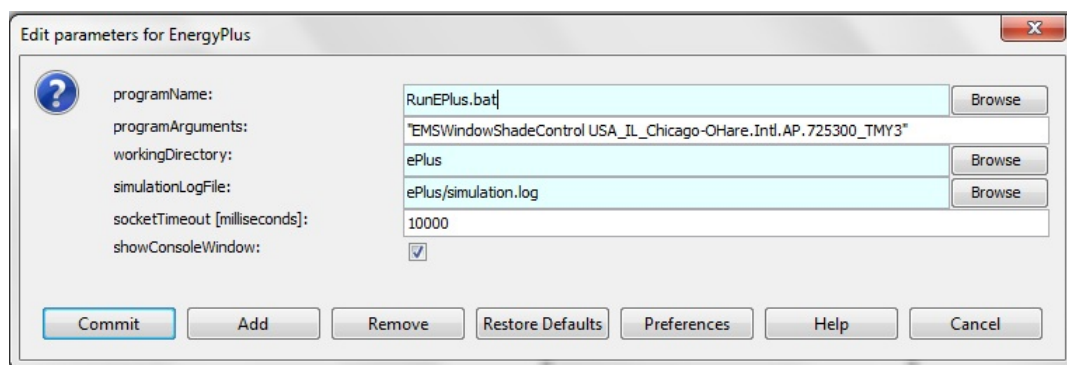 Edit parameters for EnergyPlus
programName: RunEPlus.bat Browse
programArguments: "EMSWindowShadeControl USA_IL_Chicago-OHare.Intl.AP.725300_TMY3"
workingDirectory: ePlus Browse
simulationLogFile: ePlus/simulation.log Browse
socketTimeout [milliseconds]: 10000
showConsoleWindow:
Commit Add Remove Restore Defaults Preferences Help Cancel